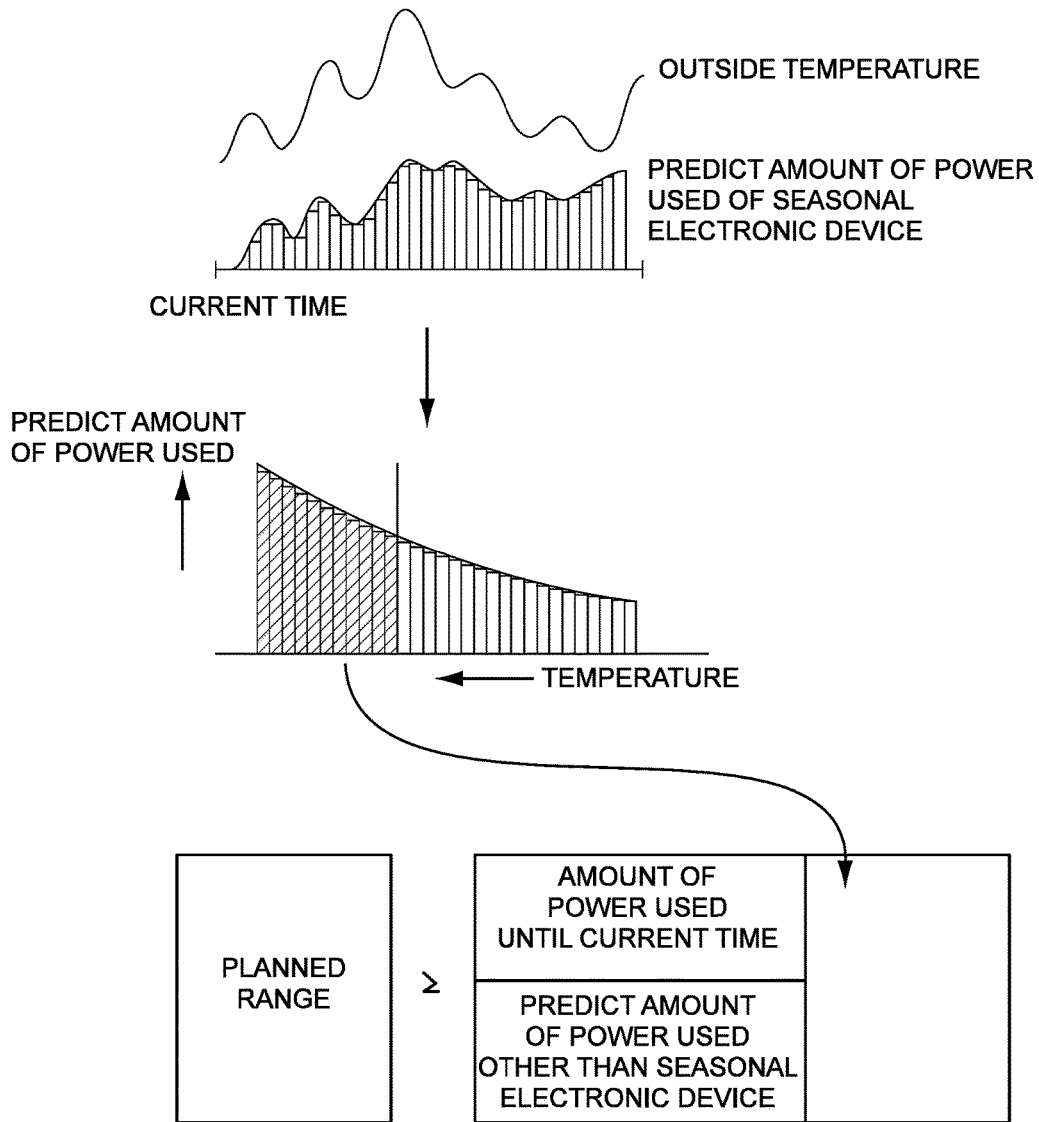 OUTSIDE TEMPERATURE
PREDICT AMOUNT OF POWER
USED OF SEASONAL
ELECTRONIC DEVICE
CURRENT TIME
PREDICT AMOUNT
OF POWER USED
TEMPERATURE
PLANNED
RANGE
≥
AMOUNT OF
POWER USED
UNTIL CURRENT TIME
PREDICT AMOUNT
OF POWER USED
OTHER THAN SEASONAL
ELECTRONIC DEVICE